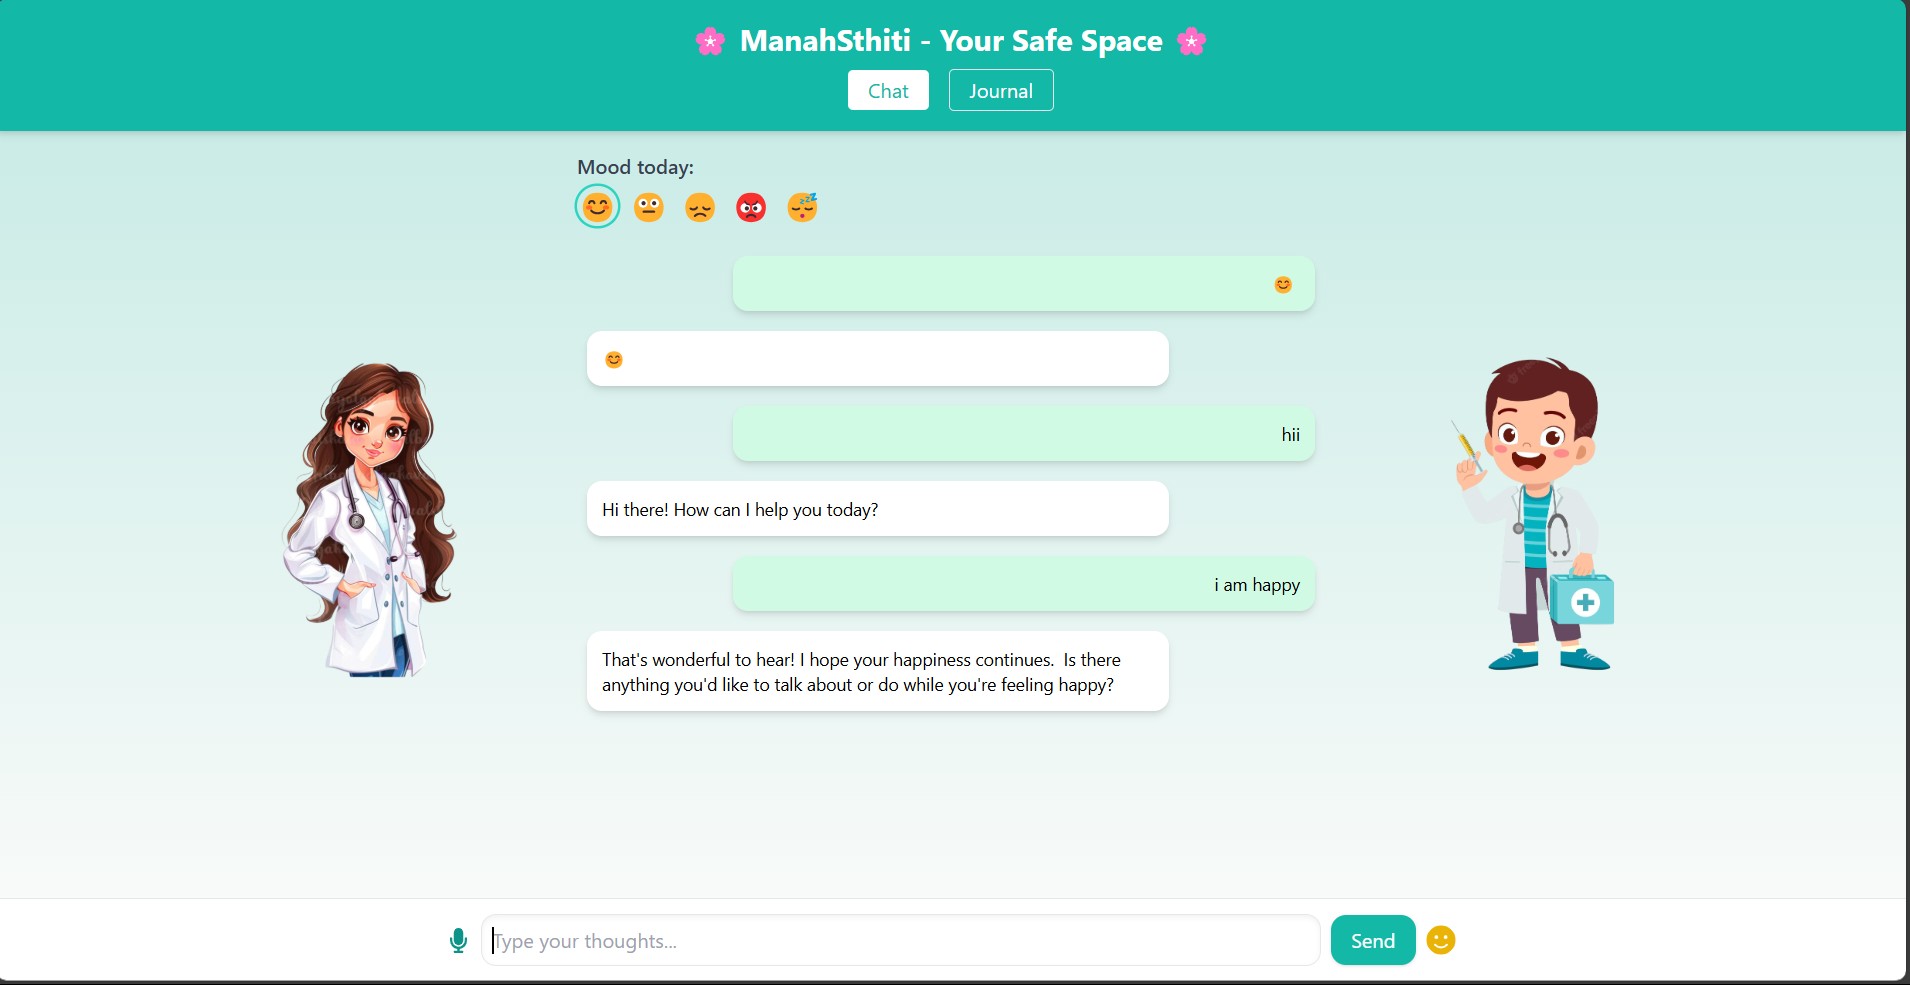 🌸 ManahSthiti - Your Safe Space 🌸
Chat Journal
Mood today:
😊 😐 😞 😡 😴
😊
😊
hii
Hi there! How can I help you today?
i am happy
That's wonderful to hear! I hope your happiness continues.  Is there
anything you'd like to talk about or do while you're feeling happy?
Type your thoughts...
Send